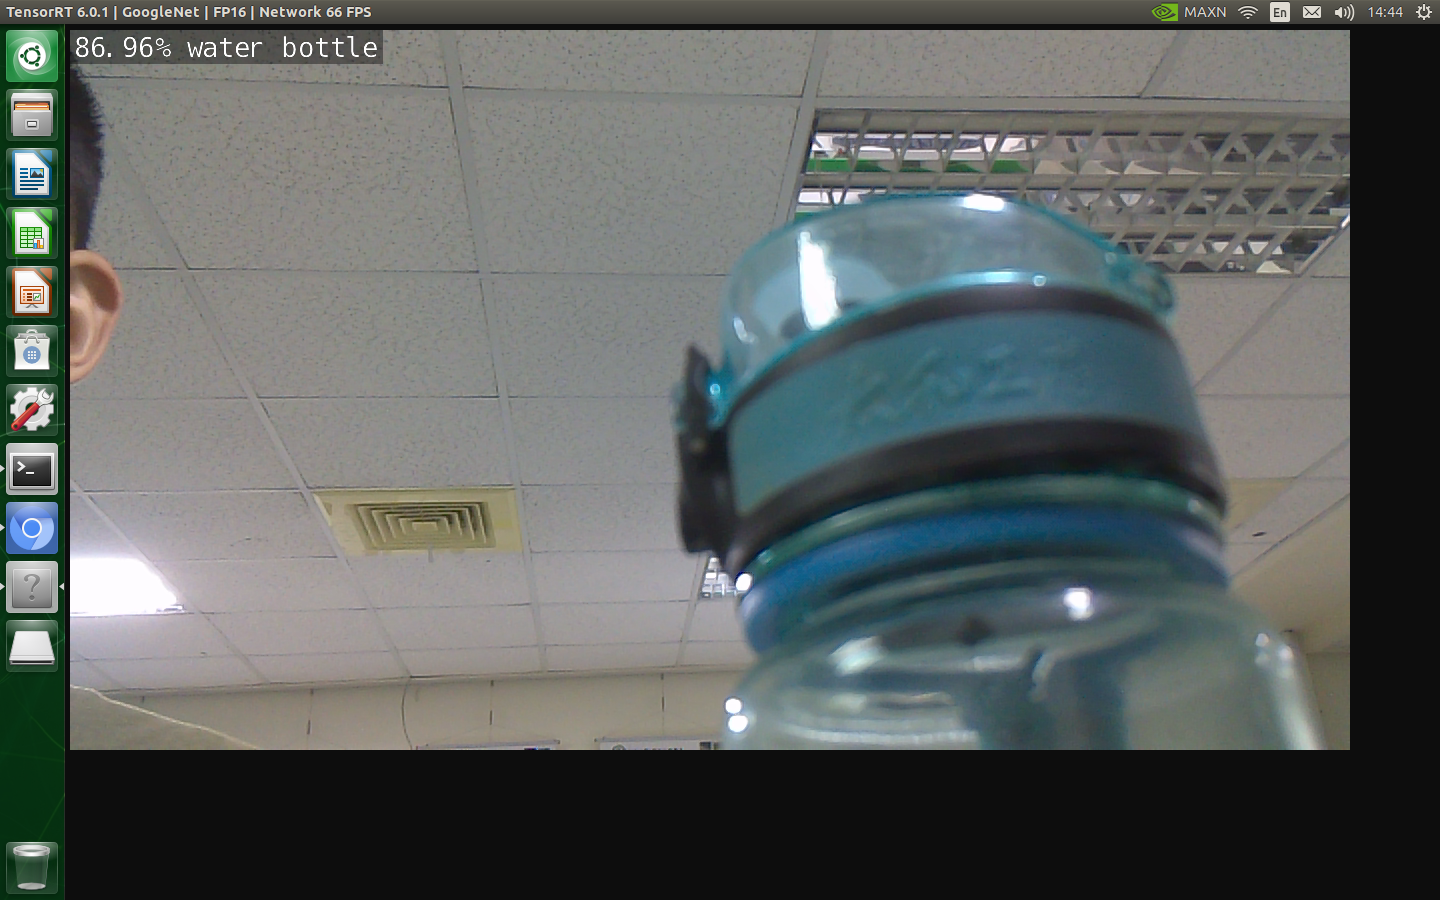 TensorRT 6.0.1 | GoogleNet | FP16 | Network 66 FPS
MAXN
En
14:44
86.96% water bottle